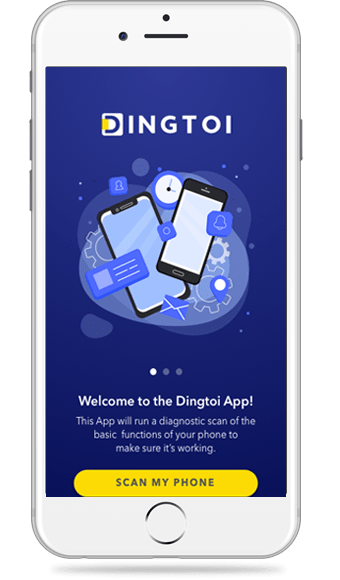 DINGTOI
Welcome to the Dingtoi App!
This App will run a diagnostic scan of the
basic functions of your phone to
make sure it's working.
SCAN MY PHONE